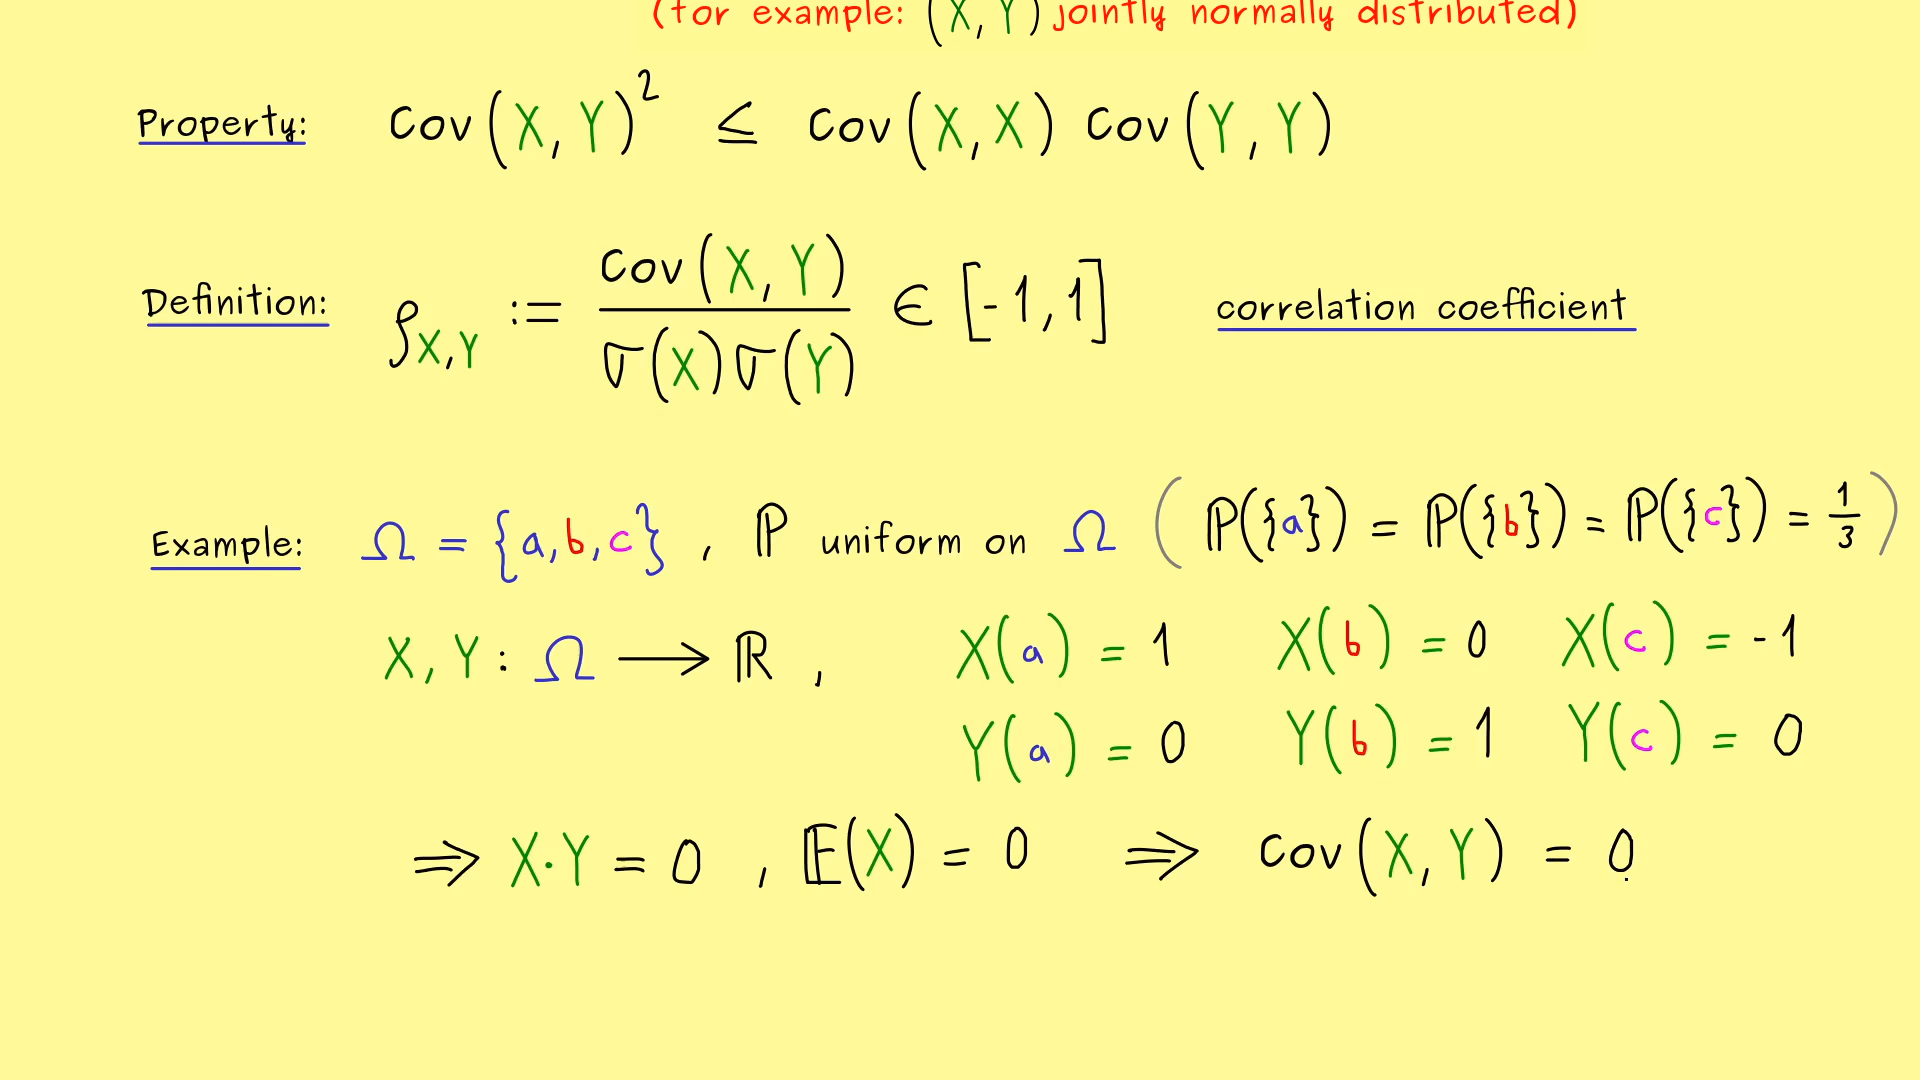 (for example: (X, Y) jointly normally distributed)
Property: Cov(X, Y)² ≤ Cov(X, X) Cov(Y, Y)
Definition: ρ_{X,Y} := Cov(X, Y) / σ(X)σ(Y) ∈ [-1, 1] correlation coefficient
Example: Ω = {a, b, c} , ℙ uniform on Ω ( ℙ({a}) = ℙ({b}) = ℙ({c}) = 1/3 )
X, Y : Ω ⟶ ℝ , X(a) = 1 X(b) = 0 X(c) = -1
Y(a) = 0 Y(b) = 1 Y(c) = 0
⇒ X·Y = 0 , 𝔼(X) = 0 ⇒ Cov(X, Y) = 0